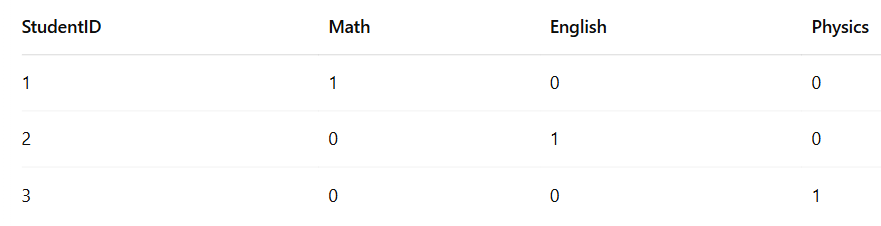 StudentID Math English Physics
1 1 0 0
2 0 1 0
3 0 0 1